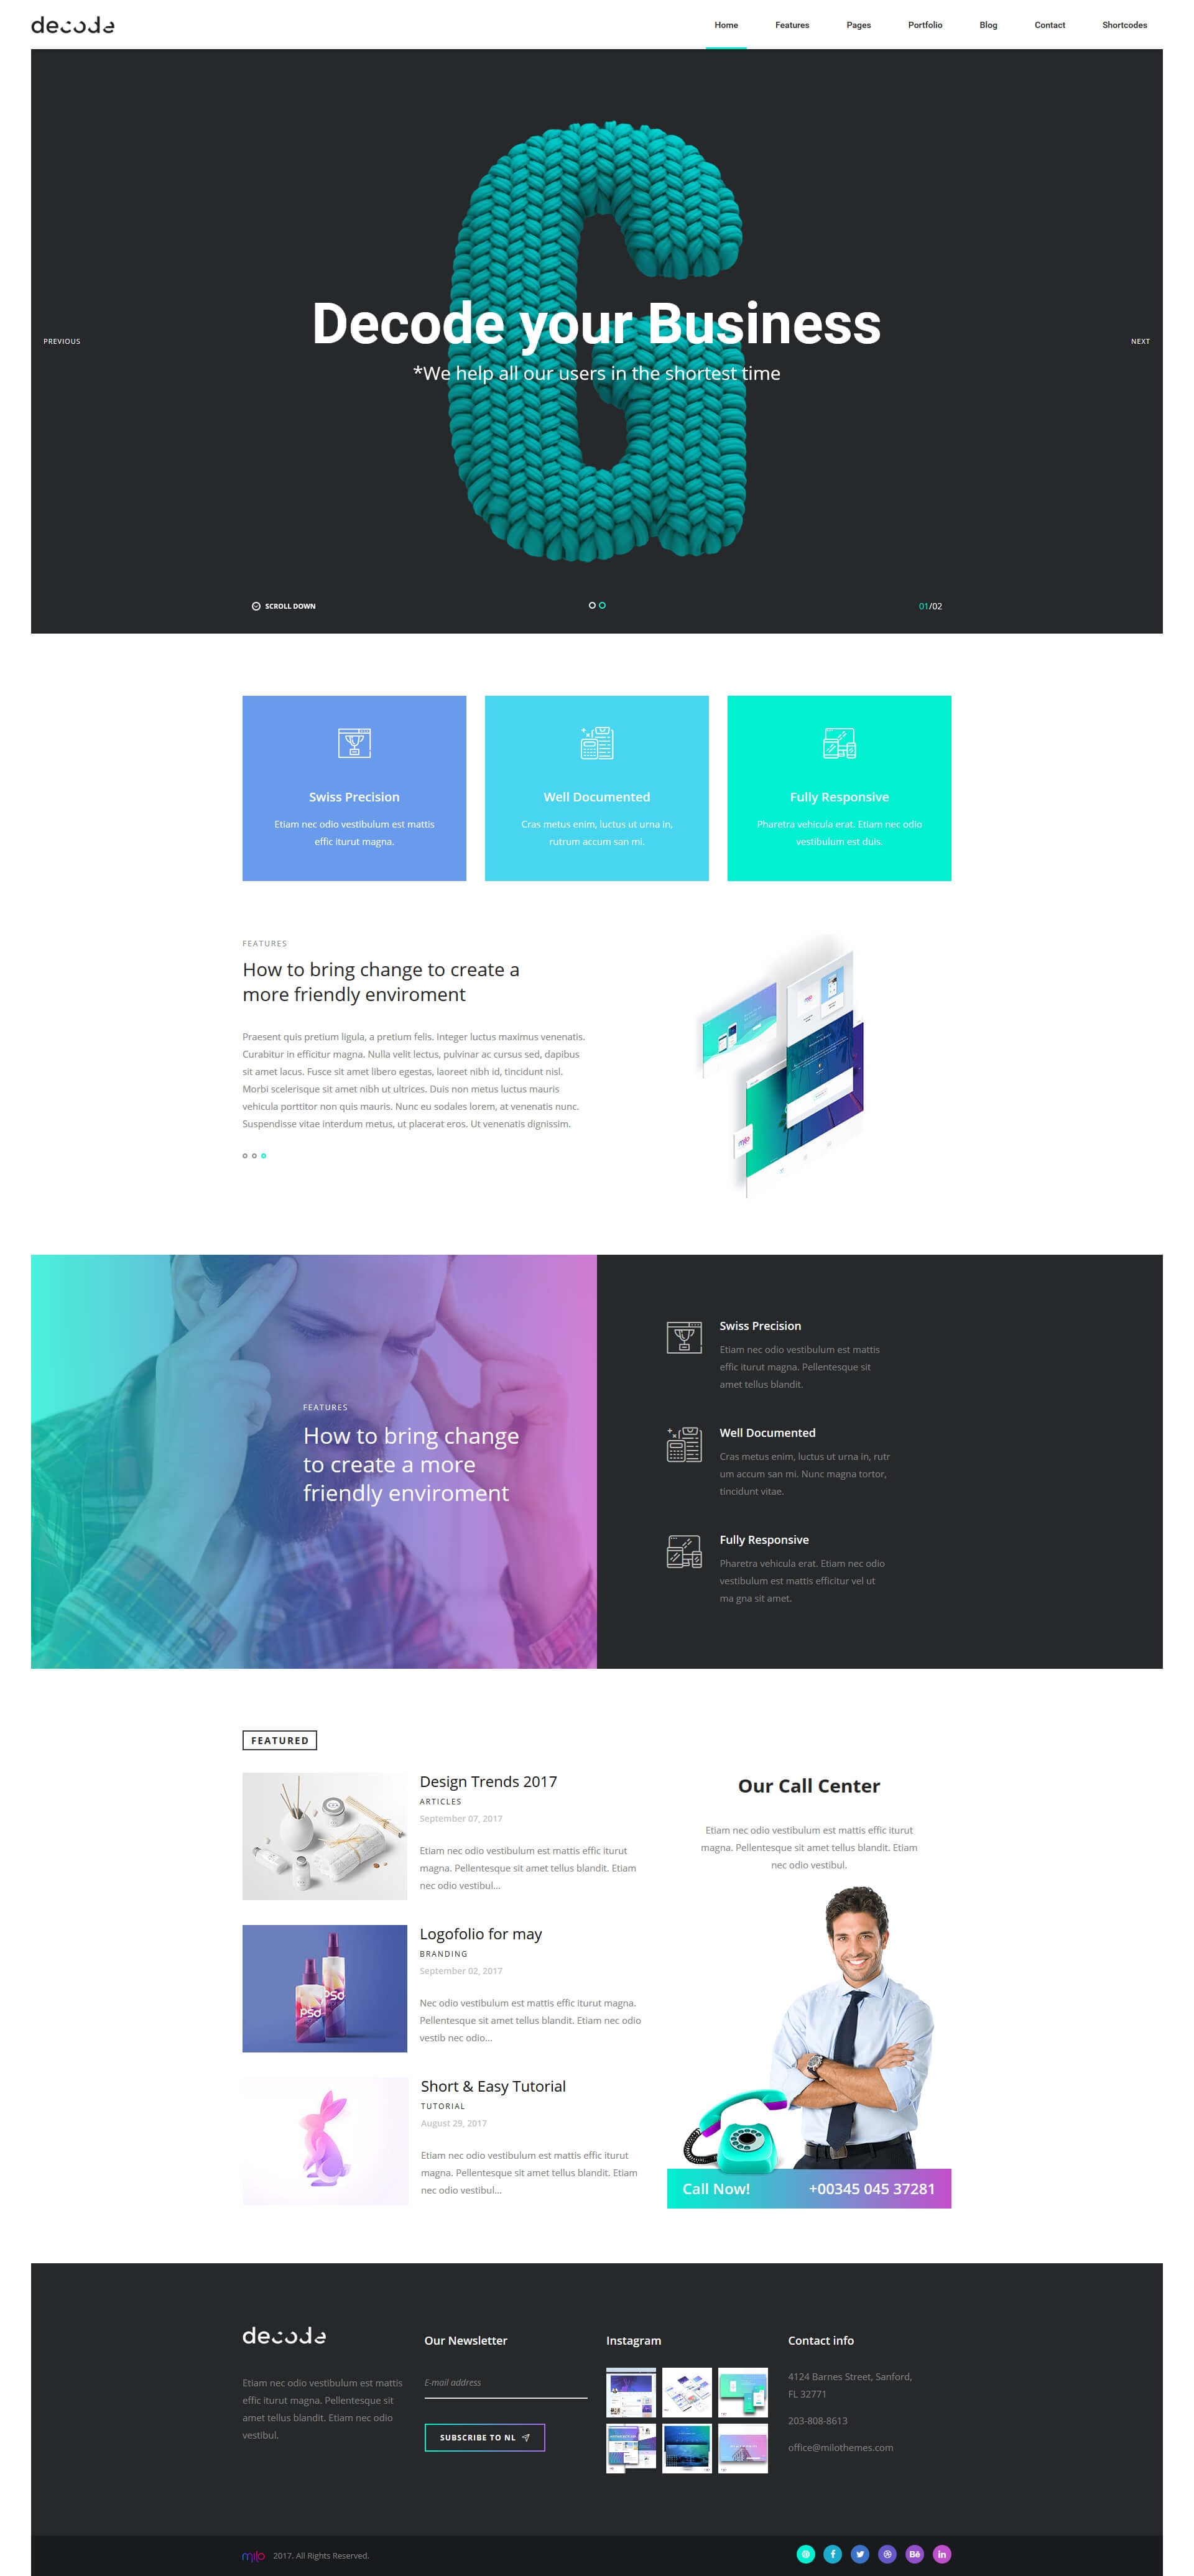 decode
Home Features Pages Portfolio Blog Contact Shortcodes
G
Decode your Business
*We help all our users in the shortest time
PREVIOUS
NEXT
SCROLL DOWN
01/02
Swiss Precision
Etiam nec odio vestibulum est mattis
effic iturut magna.
Well Documented
Cras metus enim, luctus ut urna in,
rutrum accum san mi.
Fully Responsive
Pharetra vehicula erat. Etiam nec odio
vestibulum est duis.
FEATURES
How to bring change to create a
more friendly enviroment
Praesent quis pretium ligula, a pretium felis. Integer luctus maximus venenatis.
Curabitur in efficitur magna. Nulla velit lectus, pulvinar ac cursus sed, dapibus
sit amet lacus. Fusce sit amet libero egestas, laoreet nibh id, tincidunt nisl.
Morbi scelerisque sit amet nibh ut ultrices. Duis non metus luctus mauris
vehicula porttitor non quis mauris. Nunc eu sodales lorem, at venenatis nunc.
Suspendisse vitae interdum metus, ut placerat eros. Ut venenatis dignissim.
milo
FEATURES
How to bring change
to create a more
friendly enviroment
Swiss Precision
Etiam nec odio vestibulum est mattis
effic iturut magna. Pellentesque sit
amet tellus blandit.
Well Documented
Cras metus enim, luctus ut urna in, rutr
um accum san mi. Nunc magna tortor,
tincidunt vitae.
Fully Responsive
Pharetra vehicula erat. Etiam nec odio
vestibulum est mattis efficitur vel ut
ma gna sit amet.
FEATURED
Design Trends 2017
ARTICLES
September 07, 2017
Etiam nec odio vestibulum est mattis effic iturut
magna. Pellentesque sit amet tellus blandit. Etiam
nec odio vestibul...
PSD
PSD
Logofolio for may
BRANDING
September 02, 2017
Nec odio vestibulum est mattis effic iturut magna.
Pellentesque sit amet tellus blandit. Etiam nec odio
vestib nec odio...
Short & Easy Tutorial
TUTORIAL
August 29, 2017
Etiam nec odio vestibulum est mattis effic iturut
magna. Pellentesque sit amet tellus blandit. Etiam
nec odio vestibul...
Our Call Center
Etiam nec odio vestibulum est mattis effic iturut
magna. Pellentesque sit amet tellus blandit. Etiam
nec odio vestibul.
Call Now! +00345 045 37281
decode
Etiam nec odio vestibulum est mattis
effic iturut magna. Pellentesque sit
amet tellus blandit. Etiam nec odio
vestibul.
Our Newsletter
E-mail address
SUBSCRIBE TO NL
Instagram
Contact info
4124 Barnes Street, Sanford,
FL 32771
203-808-8613
office@milothemes.com
milo 2017. All Rights Reserved.
Bē
in